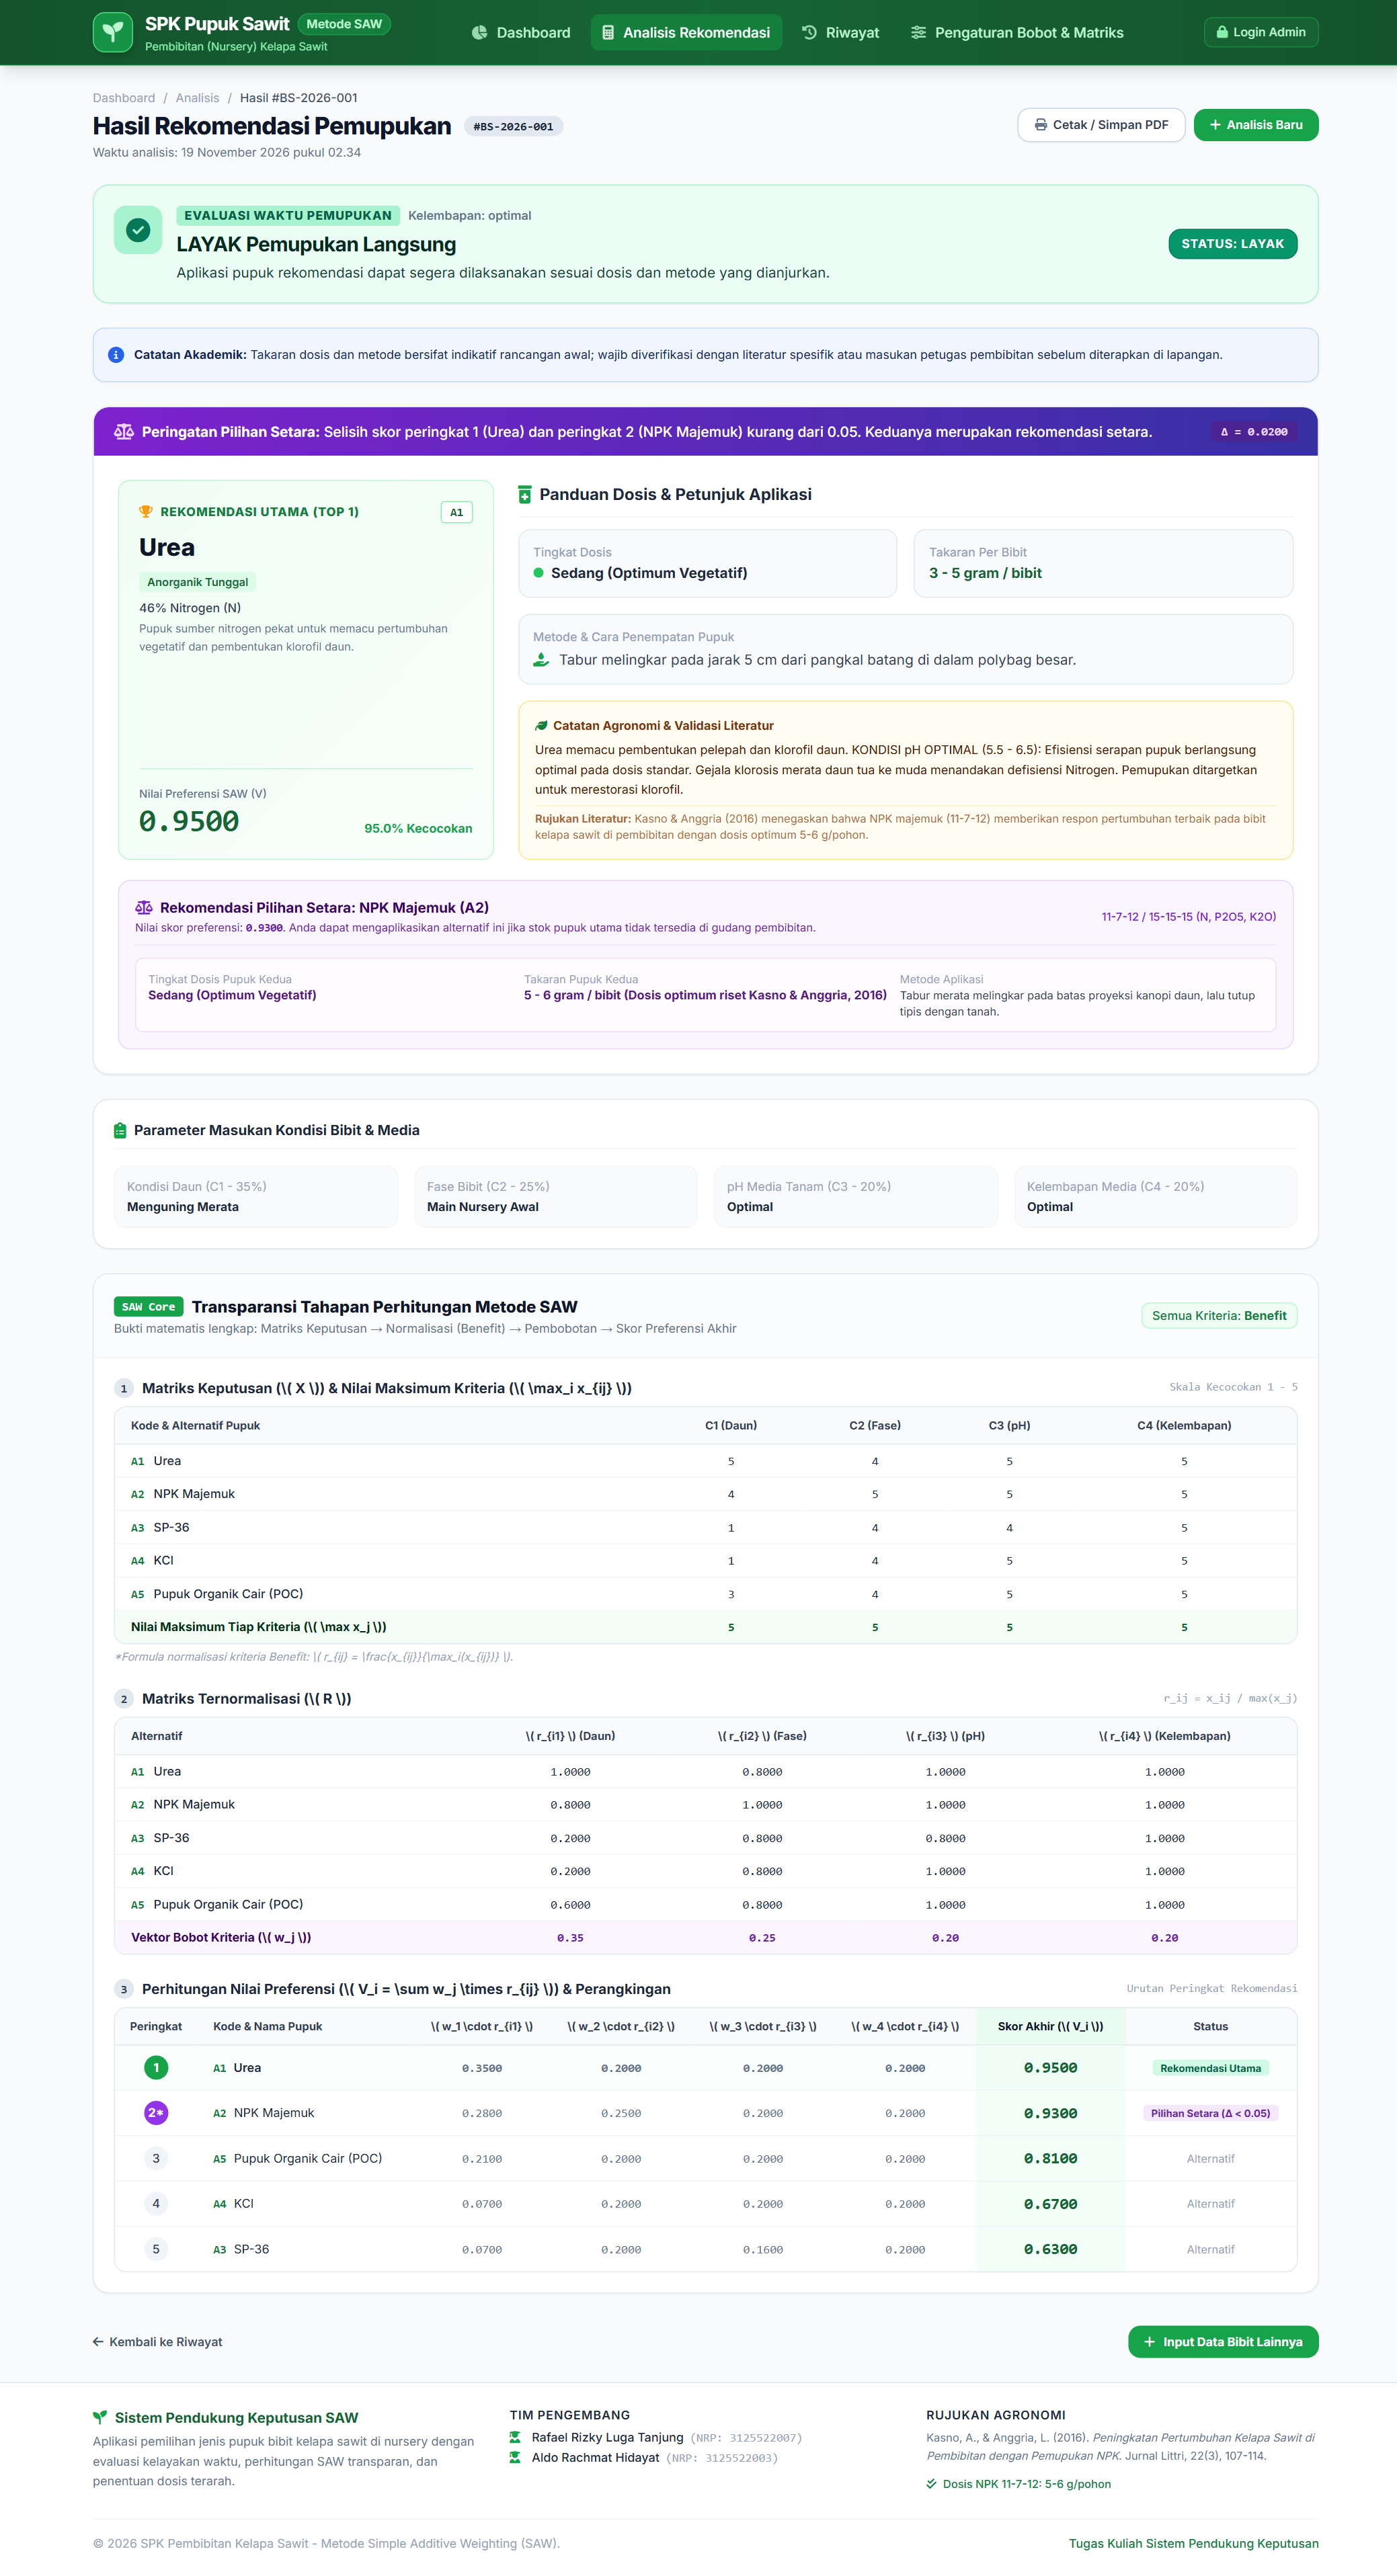 SPK Pupuk Sawit Metode SAW
Pembibitan (Nursery) Kelapa Sawit
Dashboard
Analisis Rekomendasi
Riwayat
Pengaturan Bobot & Matriks
Login Admin
Dashboard / Analisis / Hasil #BS-2026-001
Hasil Rekomendasi Pemupukan #BS-2026-001
Waktu analisis: 19 November 2026 pukul 02.34
Cetak / Simpan PDF
+ Analisis Baru
EVALUASI WAKTU PEMUPUKAN Kelembapan: optimal
LAYAK Pemupukan Langsung
Aplikasi pupuk rekomendasi dapat segera dilaksanakan sesuai dosis dan metode yang dianjurkan.
STATUS: LAYAK
Catatan Akademik: Takaran dosis dan metode bersifat indikatif rancangan awal; wajib diverifikasi dengan literatur spesifik atau masukan petugas pembibitan sebelum diterapkan di lapangan.
Peringatan Pilihan Setara: Selisih skor peringkat 1 (Urea) dan peringkat 2 (NPK Majemuk) kurang dari 0.05. Keduanya merupakan rekomendasi setara. Δ = 0.0200
REKOMENDASI UTAMA (TOP 1) A1
Urea
Anorganik Tunggal
46% Nitrogen (N)
Pupuk sumber nitrogen pekat untuk memacu pertumbuhan
vegetatif dan pembentukan klorofil daun.
Nilai Preferensi SAW (V)
0.9500 95.0% Kecocokan
Panduan Dosis & Petunjuk Aplikasi
Tingkat Dosis
Sedang (Optimum Vegetatif)
Takaran Per Bibit
3 - 5 gram / bibit
Metode & Cara Penempatan Pupuk
Tabur melingkar pada jarak 5 cm dari pangkal batang di dalam polybag besar.
Catatan Agronomi & Validasi Literatur
Urea memacu pembentukan pelepah dan klorofil daun. KONDISI pH OPTIMAL (5.5 - 6.5): Efisiensi serapan pupuk berlangsung
optimal pada dosis standar. Gejala klorosis merata daun tua ke muda menandakan defisiensi Nitrogen. Pemupukan ditargetkan
untuk merestorasi klorofil.
Rujukan Literatur: Kasno & Anggria (2016) menegaskan bahwa NPK majemuk (11-7-12) memberikan respon pertumbuhan terbaik pada bibit
kelapa sawit di pembibitan dengan dosis optimum 5-6 g/pohon.
Rekomendasi Pilihan Setara: NPK Majemuk (A2)
Nilai skor preferensi: 0.9300. Anda dapat mengaplikasikan alternatif ini jika stok pupuk utama tidak tersedia di gudang pembibitan.
11-7-12 / 15-15-15 (N, P2O5, K2O)
Tingkat Dosis Pupuk Kedua
Sedang (Optimum Vegetatif)
Takaran Pupuk Kedua
5 - 6 gram / bibit (Dosis optimum riset Kasno & Anggria, 2016)
Metode Aplikasi
Tabur merata melingkar pada batas proyeksi kanopi daun, lalu tutup
tipis dengan tanah.
Parameter Masukan Kondisi Bibit & Media
Kondisi Daun (C1 - 35%)
Menguning Merata
Fase Bibit (C2 - 25%)
Main Nursery Awal
pH Media Tanam (C3 - 20%)
Optimal
Kelembapan Media (C4 - 20%)
Optimal
SAW Core Transparansi Tahapan Perhitungan Metode SAW
Bukti matematis lengkap: Matriks Keputusan → Normalisasi (Benefit) → Pembobotan → Skor Preferensi Akhir
Semua Kriteria: Benefit
1 Matriks Keputusan (\( X \)) & Nilai Maksimum Kriteria (\( \max_i x_{ij} \)) Skala Kecocokan 1 - 5
Kode & Alternatif Pupuk C1 (Daun) C2 (Fase) C3 (pH) C4 (Kelembapan)
A1 Urea 5 4 5 5
A2 NPK Majemuk 4 5 5 5
A3 SP-36 1 4 4 5
A4 KCl 1 4 5 5
A5 Pupuk Organik Cair (POC) 3 4 5 5
Nilai Maksimum Tiap Kriteria (\( \max x_j \)) 5 5 5 5
*Formula normalisasi kriteria Benefit: \( r_{ij} = \frac{x_{ij}}{\max_i(x_{ij})} \).
2 Matriks Ternormalisasi (\( R \)) r_ij = x_ij / max(x_j)
Alternatif \( r_{i1} \) (Daun) \( r_{i2} \) (Fase) \( r_{i3} \) (pH) \( r_{i4} \) (Kelembapan)
A1 Urea 1.0000 0.8000 1.0000 1.0000
A2 NPK Majemuk 0.8000 1.0000 1.0000 1.0000
A3 SP-36 0.2000 0.8000 0.8000 1.0000
A4 KCl 0.2000 0.8000 1.0000 1.0000
A5 Pupuk Organik Cair (POC) 0.6000 0.8000 1.0000 1.0000
Vektor Bobot Kriteria (\( w_j \)) 0.35 0.25 0.20 0.20
3 Perhitungan Nilai Preferensi (\( V_i = \sum w_j \times r_{ij} \)) & Perangkingan Urutan Peringkat Rekomendasi
Peringkat Kode & Nama Pupuk \( w_1 \cdot r_{i1} \) \( w_2 \cdot r_{i2} \) \( w_3 \cdot r_{i3} \) \( w_4 \cdot r_{i4} \) Skor Akhir (\( V_i \)) Status
1 A1 Urea 0.3500 0.2000 0.2000 0.2000 0.9500 Rekomendasi Utama
2* A2 NPK Majemuk 0.2800 0.2500 0.2000 0.2000 0.9300 Pilihan Setara (Δ < 0.05)
3 A5 Pupuk Organik Cair (POC) 0.2100 0.2000 0.2000 0.2000 0.8100 Alternatif
4 A4 KCl 0.0700 0.2000 0.2000 0.2000 0.6700 Alternatif
5 A3 SP-36 0.0700 0.2000 0.1600 0.2000 0.6300 Alternatif
← Kembali ke Riwayat
+ Input Data Bibit Lainnya
Sistem Pendukung Keputusan SAW
Aplikasi pemilihan jenis pupuk bibit kelapa sawit di nursery dengan
evaluasi kelayakan waktu, perhitungan SAW transparan, dan
penentuan dosis terarah.
TIM PENGEMBANG
Rafael Rizky Luga Tanjung (NRP: 3125522007)
Aldo Rachmat Hidayat (NRP: 3125522003)
RUJUKAN AGRONOMI
Kasno, A., & Anggria, L. (2016). Peningkatan Pertumbuhan Kelapa Sawit di
Pembibitan dengan Pemupukan NPK. Jurnal Littri, 22(3), 107-114.
Dosis NPK 11-7-12: 5-6 g/pohon
© 2026 SPK Pembibitan Kelapa Sawit - Metode Simple Additive Weighting (SAW).
Tugas Kuliah Sistem Pendukung Keputusan